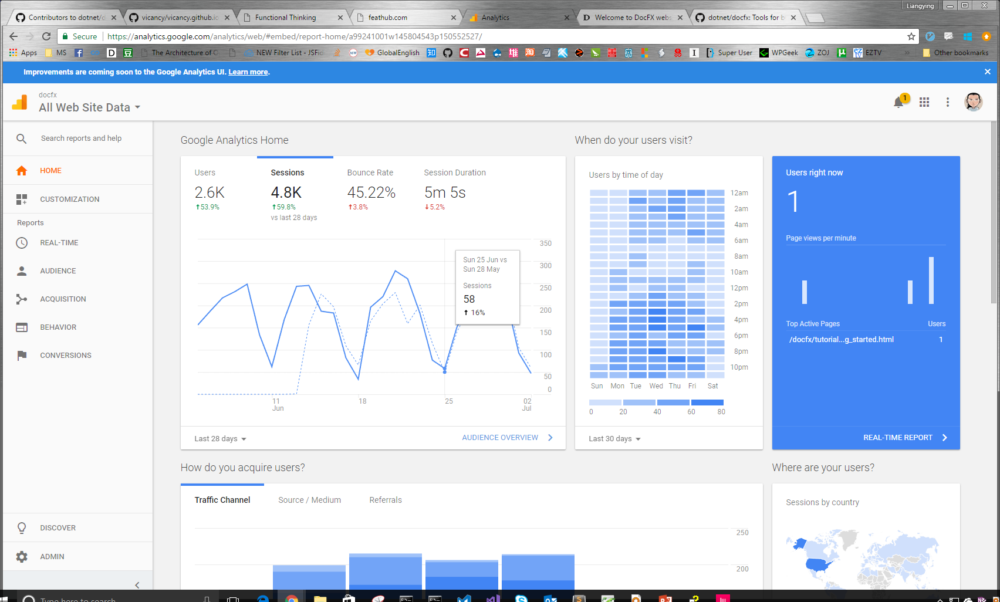 Liangying
Contributors to dotnet/d
vicancy/vicancy.github.io
Functional Thinking
feathub.com
Analytics
Welcome to DocFX webs
dotnet/docfx: Tools for b
Secure
https://analytics.google.com/analytics/web/#embed/report-home/a99241001w145804543p150552527/
Apps
MS
The Architecture of O
NEW Filter List - JSFid
GlobalEnglish
知
堆
淘
Super User
WPGeek
ZOJ
EZTV
»
Other bookmarks
Improvements are coming soon to the Google Analytics UI. Learn more.
docfx
All Web Site Data
1
Search reports and help
HOME
CUSTOMIZATION
Reports
REAL-TIME
AUDIENCE
ACQUISITION
BEHAVIOR
CONVERSIONS
DISCOVER
ADMIN
Google Analytics Home
Users
2.6K
53.9%
Sessions
4.8K
59.8%
vs last 28 days
Bounce Rate
45.22%
3.8%
Session Duration
5m 5s
5.2%
350
300
250
200
150
100
50
0
Sun 25 Jun vs
Sun 28 May
Sessions
58
16%
11
Jun
18
25
02
Jul
Last 28 days
AUDIENCE OVERVIEW
When do your users visit?
Users by time of day
12am
2am
4am
6am
8am
10am
12pm
2pm
4pm
6pm
8pm
10pm
Sun Mon Tue Wed Thu Fri Sat
0 20 40 60 80
Last 30 days
Users right now
1
Page views per minute
Top Active Pages Users
/docfx/tutorial...g_started.html 1
REAL-TIME REPORT
How do you acquire users?
Traffic Channel
Source / Medium
Referrals
250
200
Where are your users?
Sessions by country
Type here to search